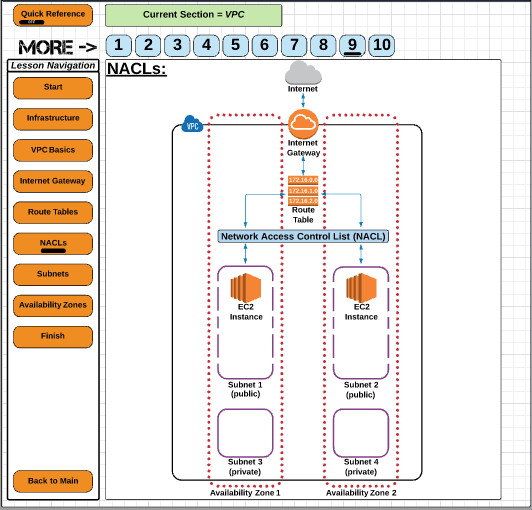 Quick Reference
OFF
Current Section = VPC
MORE -> 1 2 3 4 5 6 7 8 9 10
Lesson Navigation
Start
Infrastructure
VPC Basics
Internet Gateway
Route Tables
NACLs
Subnets
Availability Zones
Finish
Back to Main
NACLs:
Internet
VPC
Internet
Gateway
172.16.0.0
172.16.1.0
172.16.2.0
Route
Table
Network Access Control List (NACL)
EC2
Instance
EC2
Instance
Subnet 1
(public)
Subnet 2
(public)
Subnet 3
(private)
Subnet 4
(private)
Availability Zone 1
Availability Zone 2